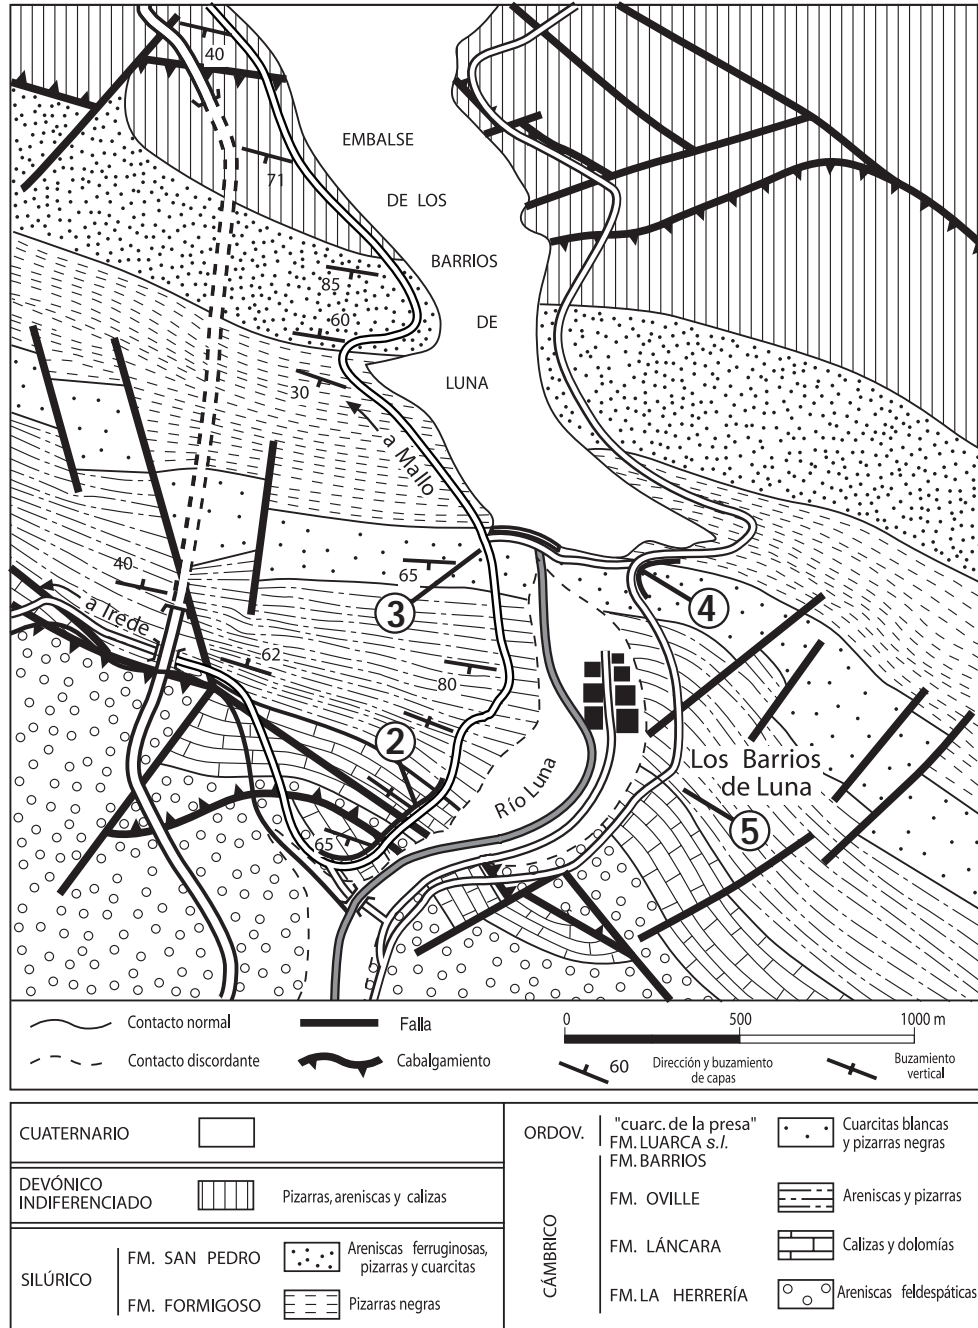 40
EMBALSE
71
DE LOS
BARRIOS
85
60
DE
30
LUNA
a Mallo
40
65
a Irede
3
4
62
80
2
Los Barrios
de Luna
Río Luna
5
65
Contacto normal
Falla
0 500 1000 m
Contacto discordante
Cabalgamiento
60
Dirección y buzamiento
de capas
Buzamiento
vertical
CUATERNARIO
DEVÓNICO
INDIFERENCIADO
Pizarras, areniscas y calizas
SILÚRICO
FM. SAN PEDRO
Areniscas ferruginosas,
pizarras y cuarcitas
FM. FORMIGOSO
Pizarras negras
ORDOV.
"cuarc. de la presa"
FM. LUARCA s.l.
FM. BARRIOS
Cuarcitas blancas
y pizarras negras
CÁMBRICO
FM. OVILLE
Areniscas y pizarras
FM. LÁNCARA
Calizas y dolomías
FM. LA HERRERÍA
Areniscas feldespáticas